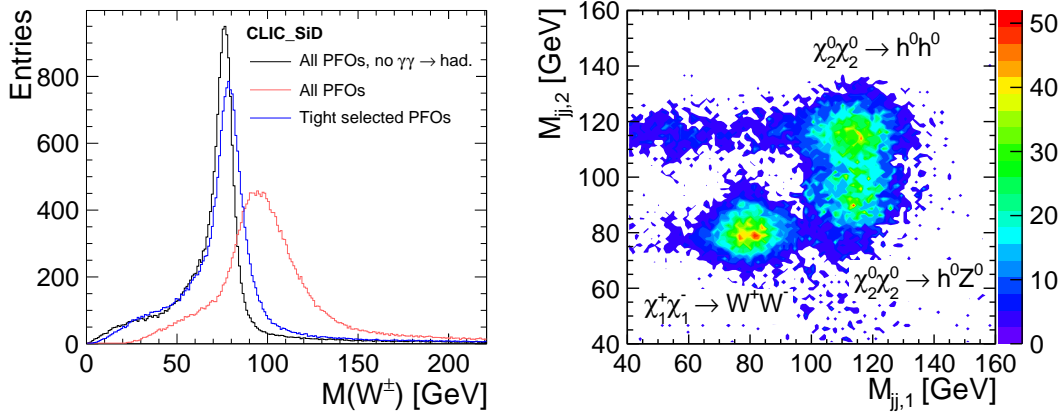 Entries
800
600
400
200
0
0 50 100 150 200
M(W±) [GeV]
CLIC_SiD
All PFOs, no γγ → had.
All PFOs
Tight selected PFOs
M_jj,2 [GeV]
160
140
120
100
80
60
40
40 60 80 100 120 140 160
M_jj,1 [GeV]
χ⁰₂χ⁰₂ → h⁰h⁰
χ⁰₂χ⁰₂ → h⁰Z⁰
χ⁺₁χ⁻₁ → W⁺W⁻
50
40
30
20
10
0